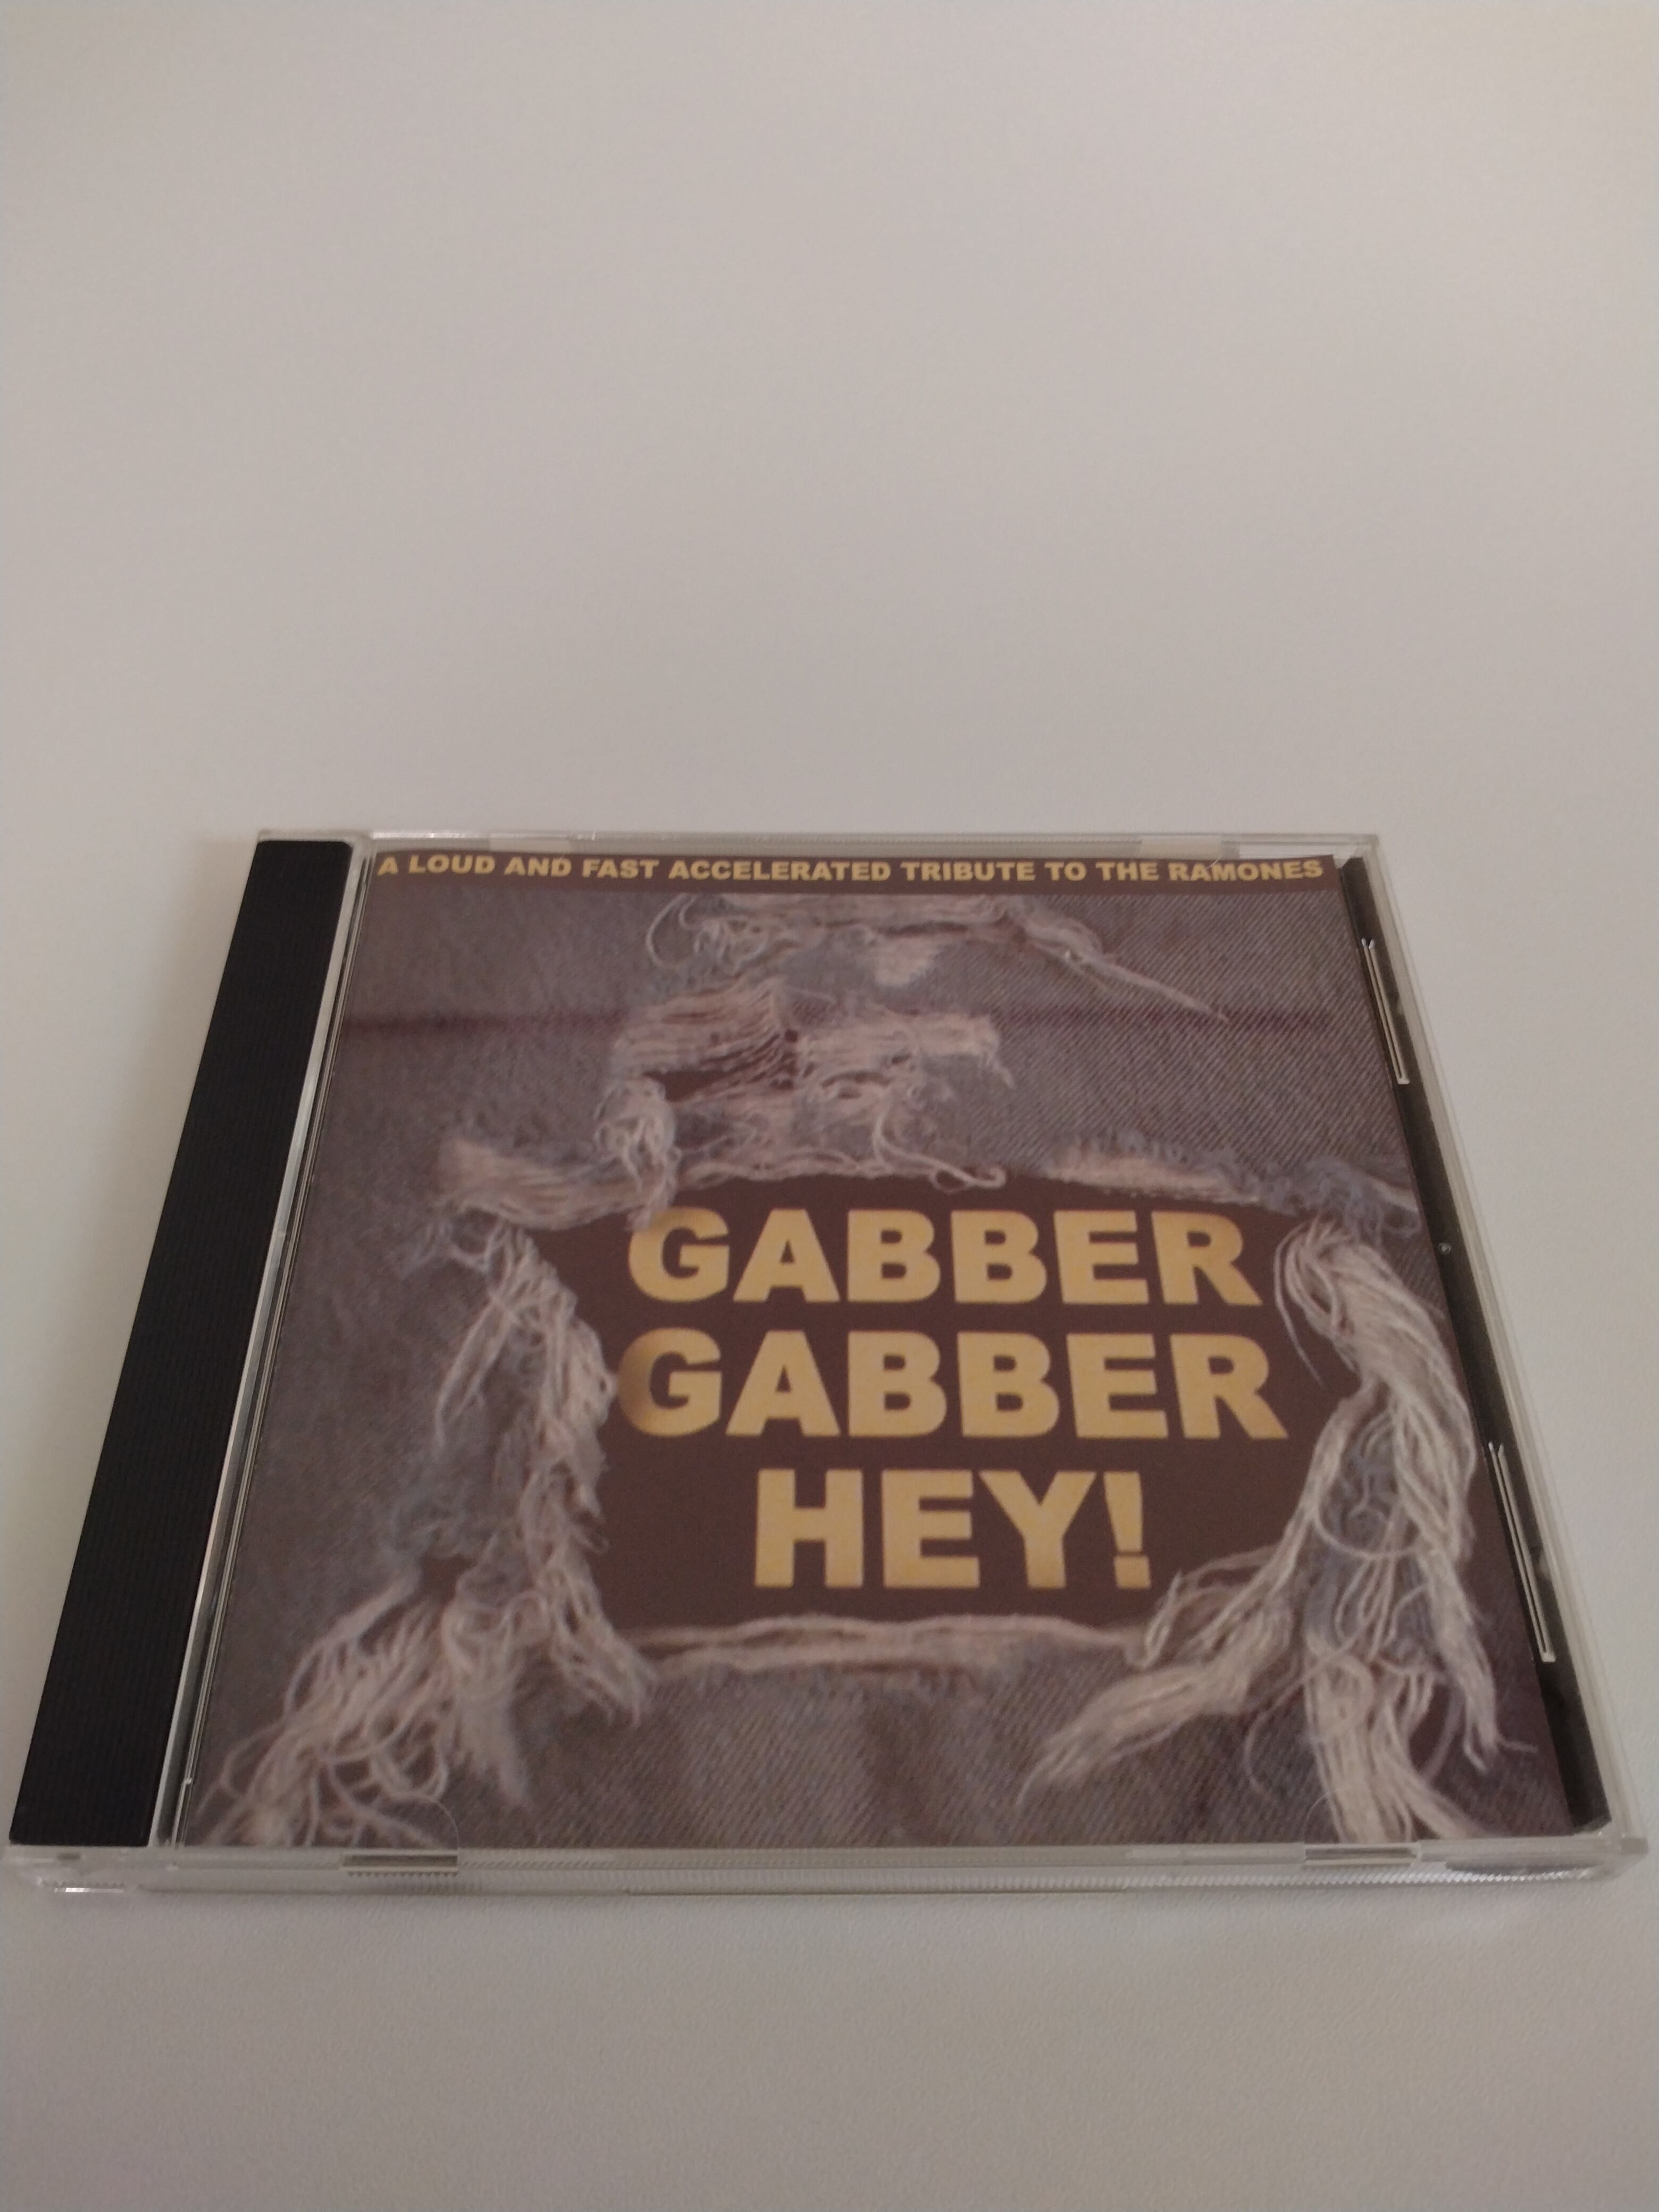 A LOUD AND FAST ACCELERATED TRIBUTE TO THE RAMONES
GABBER
GABBER
HEY!